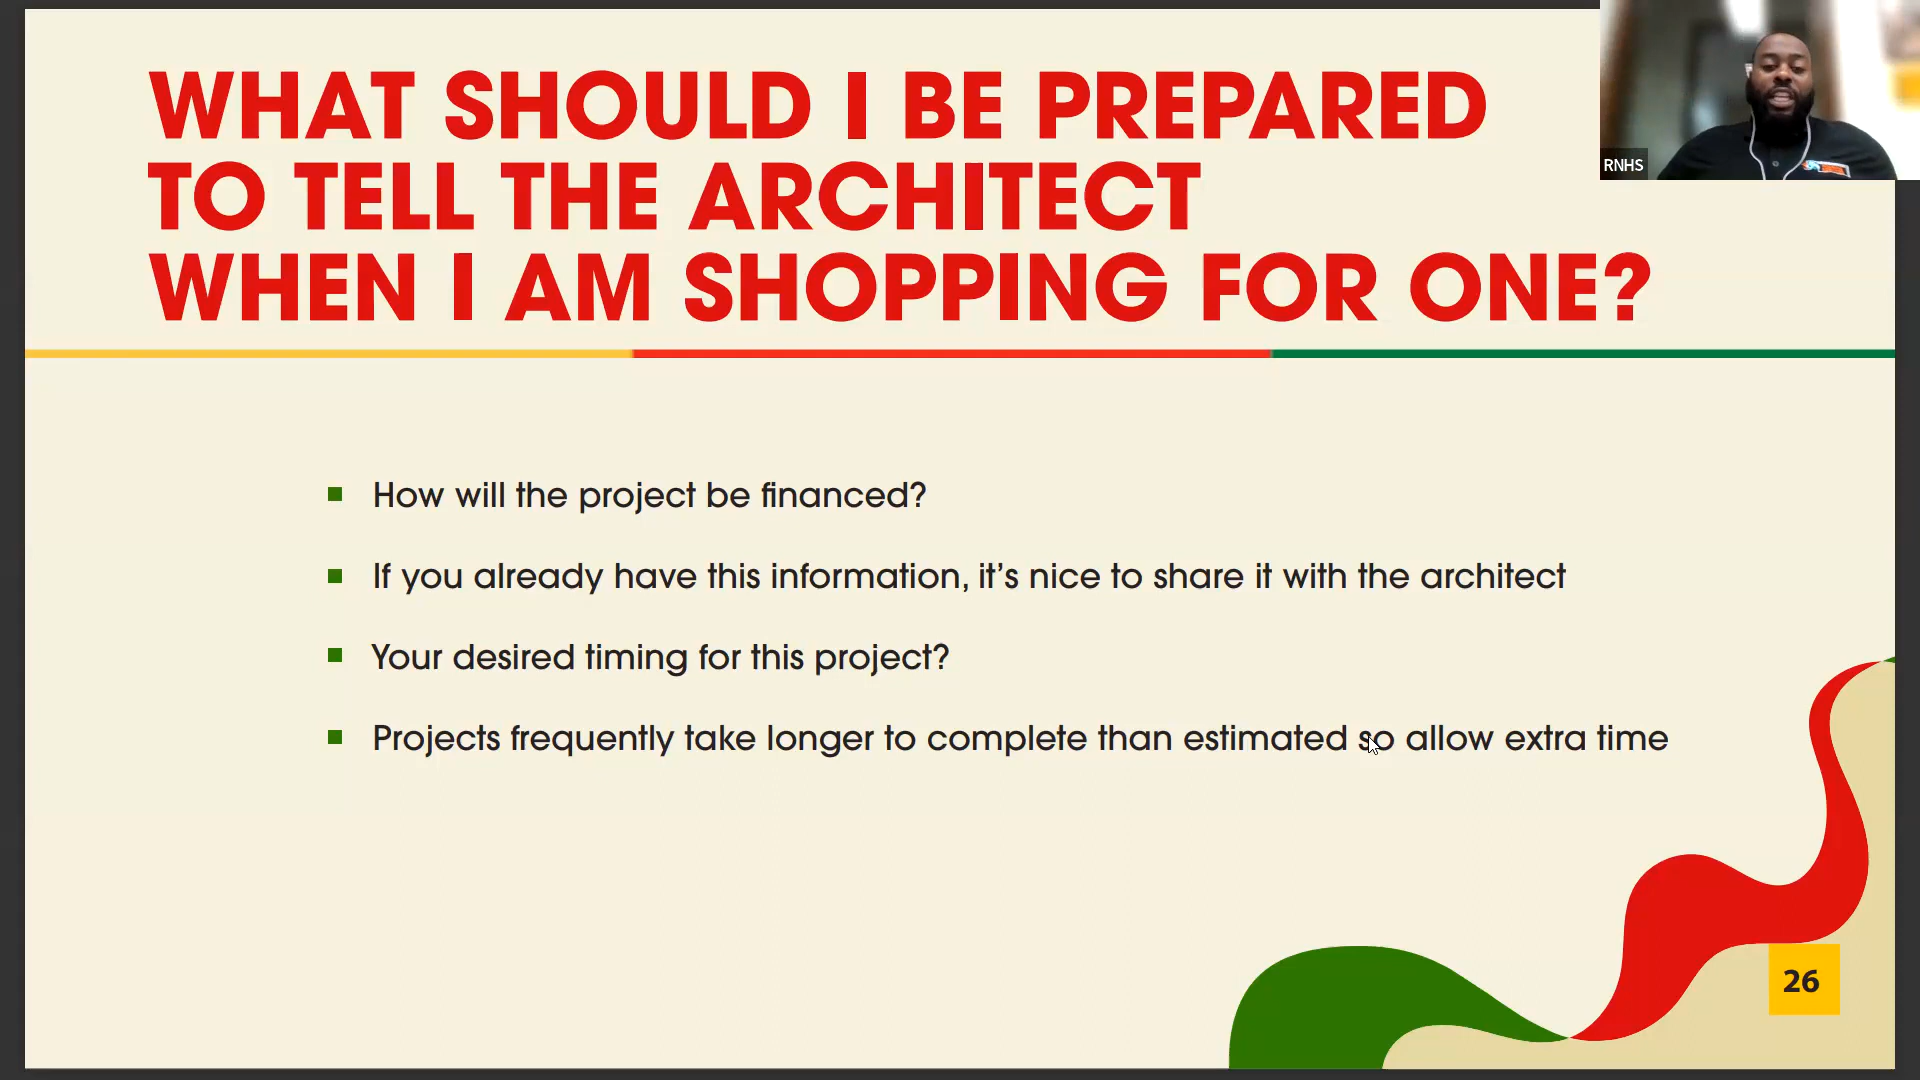 WHAT SHOULD I BE PREPARED
TO TELL THE ARCHITECT
WHEN I AM SHOPPING FOR ONE?
RNHS
How will the project be financed?
If you already have this information, it’s nice to share it with the architect
Your desired timing for this project?
Projects frequently take longer to complete than estimated so allow extra time
26